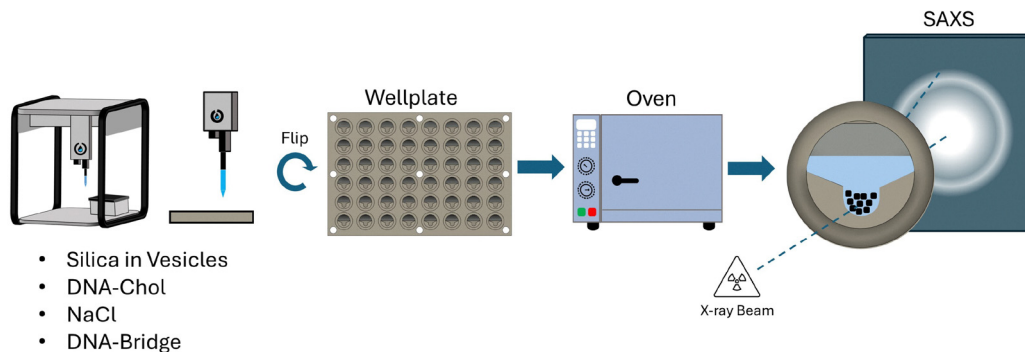 SAXS
Wellplate
Oven
Flip
• Silica in Vesicles
• DNA-Chol
• NaCl
• DNA-Bridge
X-ray Beam